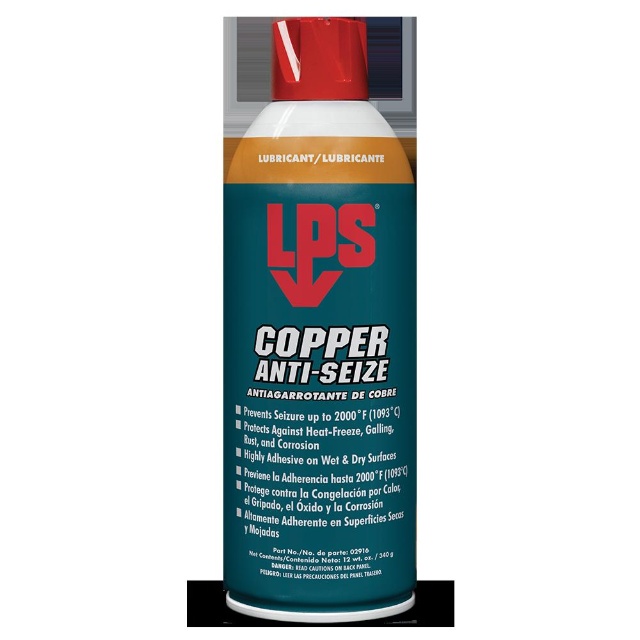 LUBRICANT/LUBRICANTE
LPS®
COPPER
ANTI-SEIZE
ANTIAGARROTANTE DE COBRE
Prevents Seizure up to 2000°F (1093°C)
Protects Against Heat-Freeze, Galling,
Rust, and Corrosion
Highly Adhesive on Wet & Dry Surfaces
Previene la Adherencia hasta 2000°F (1093°C)
Protege contra la Congelación por Calor,
el Gripado, el Óxido y la Corrosión
Altamente Adherente en Superficies Secas
y Mojadas
Part No./No. de parte: 02916
Net Contents/Contenido Neto: 12 wt. oz. / 340 g
DANGER: READ CAUTIONS ON BACK PANEL.
PELIGRO: LEER LAS PRECAUCIONES DEL PANEL TRASERO.